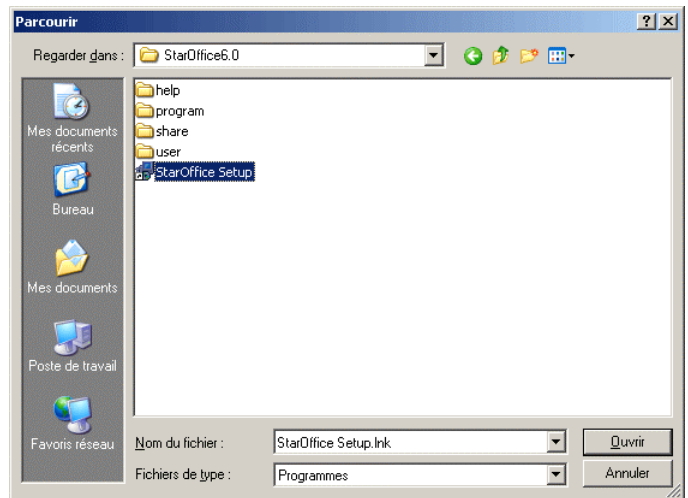 Parcourir
Regarder dans : StarOffice6.0
help
program
share
user
StarOffice Setup
Mes documents
récents
Bureau
Mes documents
Poste de travail
Favoris réseau
Nom du fichier : StarOffice Setup.lnk Ouvrir
Fichiers de type : Programmes Annuler